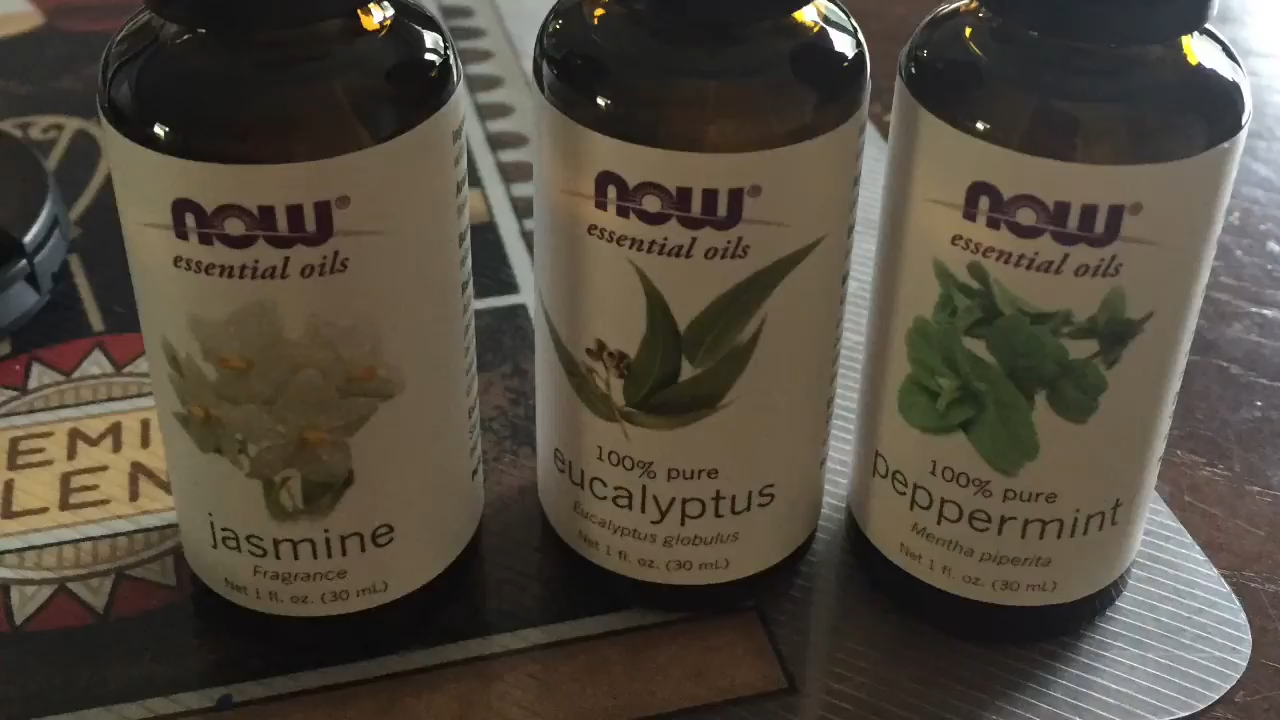 now®
essential oils
jasmine
Fragrance
Net 1 fl. oz. (30 mL)
now®
essential oils
100% pure
eucalyptus
Eucalyptus globulus
Net 1 fl. oz. (30 mL)
now®
essential oils
100% pure
peppermint
Mentha piperita
Net 1 fl. oz. (30 mL)
EMI
LEN